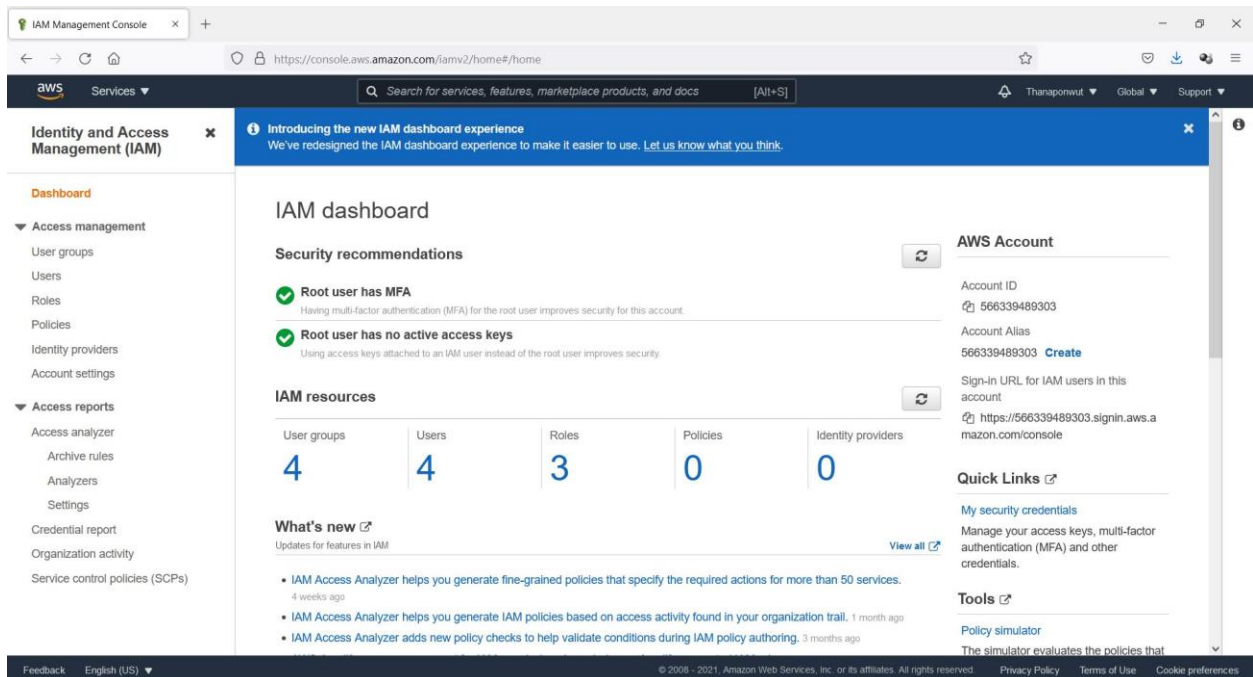 IAM Management Console
https://console.aws.amazon.com/iamv2/home#/home
aws
Services
Search for services, features, marketplace products, and docs [Alt+S]
Thanaponwut
Global
Support
Identity and Access
Management (IAM)
Dashboard
Access management
User groups
Users
Roles
Policies
Identity providers
Account settings
Access reports
Access analyzer
Archive rules
Analyzers
Settings
Credential report
Organization activity
Service control policies (SCPs)
Introducing the new IAM dashboard experience
We've redesigned the IAM dashboard experience to make it easier to use. Let us know what you think.
IAM dashboard
Security recommendations
Root user has MFA
Having multi-factor authentication (MFA) for the root user improves security for this account.
Root user has no active access keys
Using access keys attached to an IAM user instead of the root user improves security.
IAM resources
User groups
4
Users
4
Roles
3
Policies
0
Identity providers
0
What's new
Updates for features in IAM
View all
IAM Access Analyzer helps you generate fine-grained policies that specify the required actions for more than 50 services.
4 weeks ago
IAM Access Analyzer helps you generate IAM policies based on access activity found in your organization trail. 1 month ago
IAM Access Analyzer adds new policy checks to help validate conditions during IAM policy authoring. 3 months ago
AWS Account
Account ID
566339489303
Account Alias
566339489303 Create
Sign-in URL for IAM users in this
account
https://566339489303.signin.aws.a
mazon.com/console
Quick Links
My security credentials
Manage your access keys, multi-factor
authentication (MFA) and other
credentials.
Tools
Policy simulator
The simulator evaluates the policies that
Feedback
English (US)
© 2008 - 2021, Amazon Web Services, Inc. or its affiliates. All rights reserved.
Privacy Policy
Terms of Use
Cookie preferences